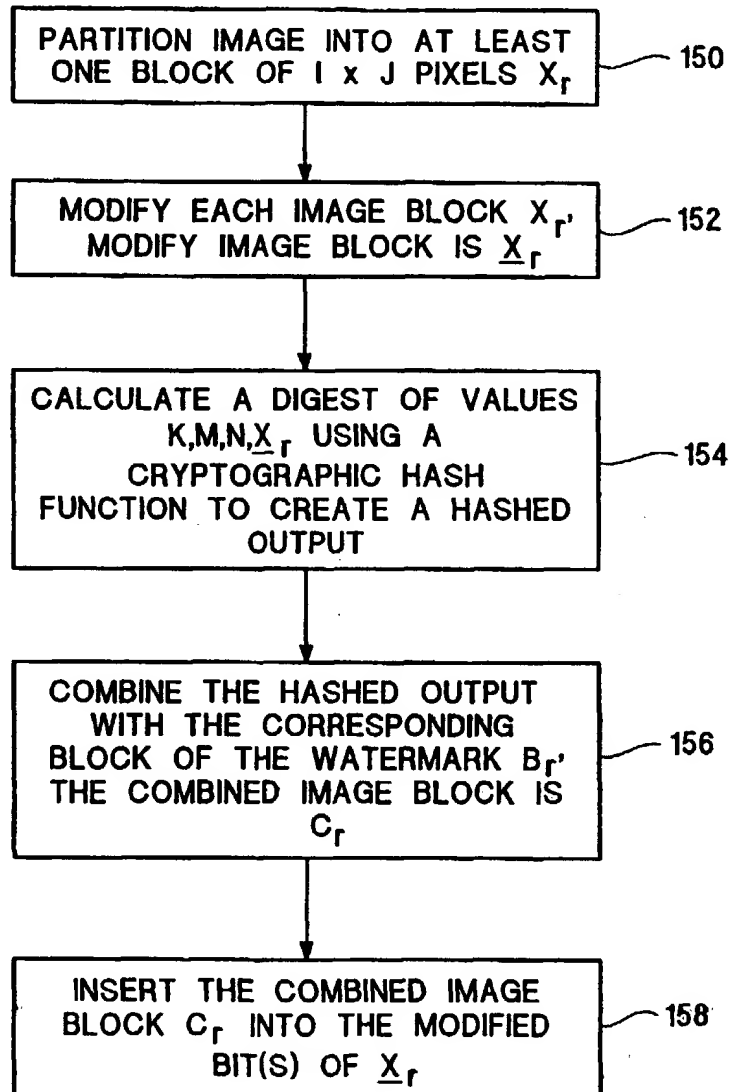 PARTITION IMAGE INTO AT LEAST
ONE BLOCK OF I x J PIXELS Xr
150
MODIFY EACH IMAGE BLOCK Xr,
MODIFY IMAGE BLOCK IS X̲r
152
CALCULATE A DIGEST OF VALUES
K,M,N,X̲r USING A
CRYPTOGRAPHIC HASH
FUNCTION TO CREATE A HASHED
OUTPUT
154
COMBINE THE HASHED OUTPUT
WITH THE CORRESPONDING
BLOCK OF THE WATERMARK Br,
THE COMBINED IMAGE BLOCK IS
Cr
156
INSERT THE COMBINED IMAGE
BLOCK Cr INTO THE MODIFIED
BIT(S) OF X̲r
158